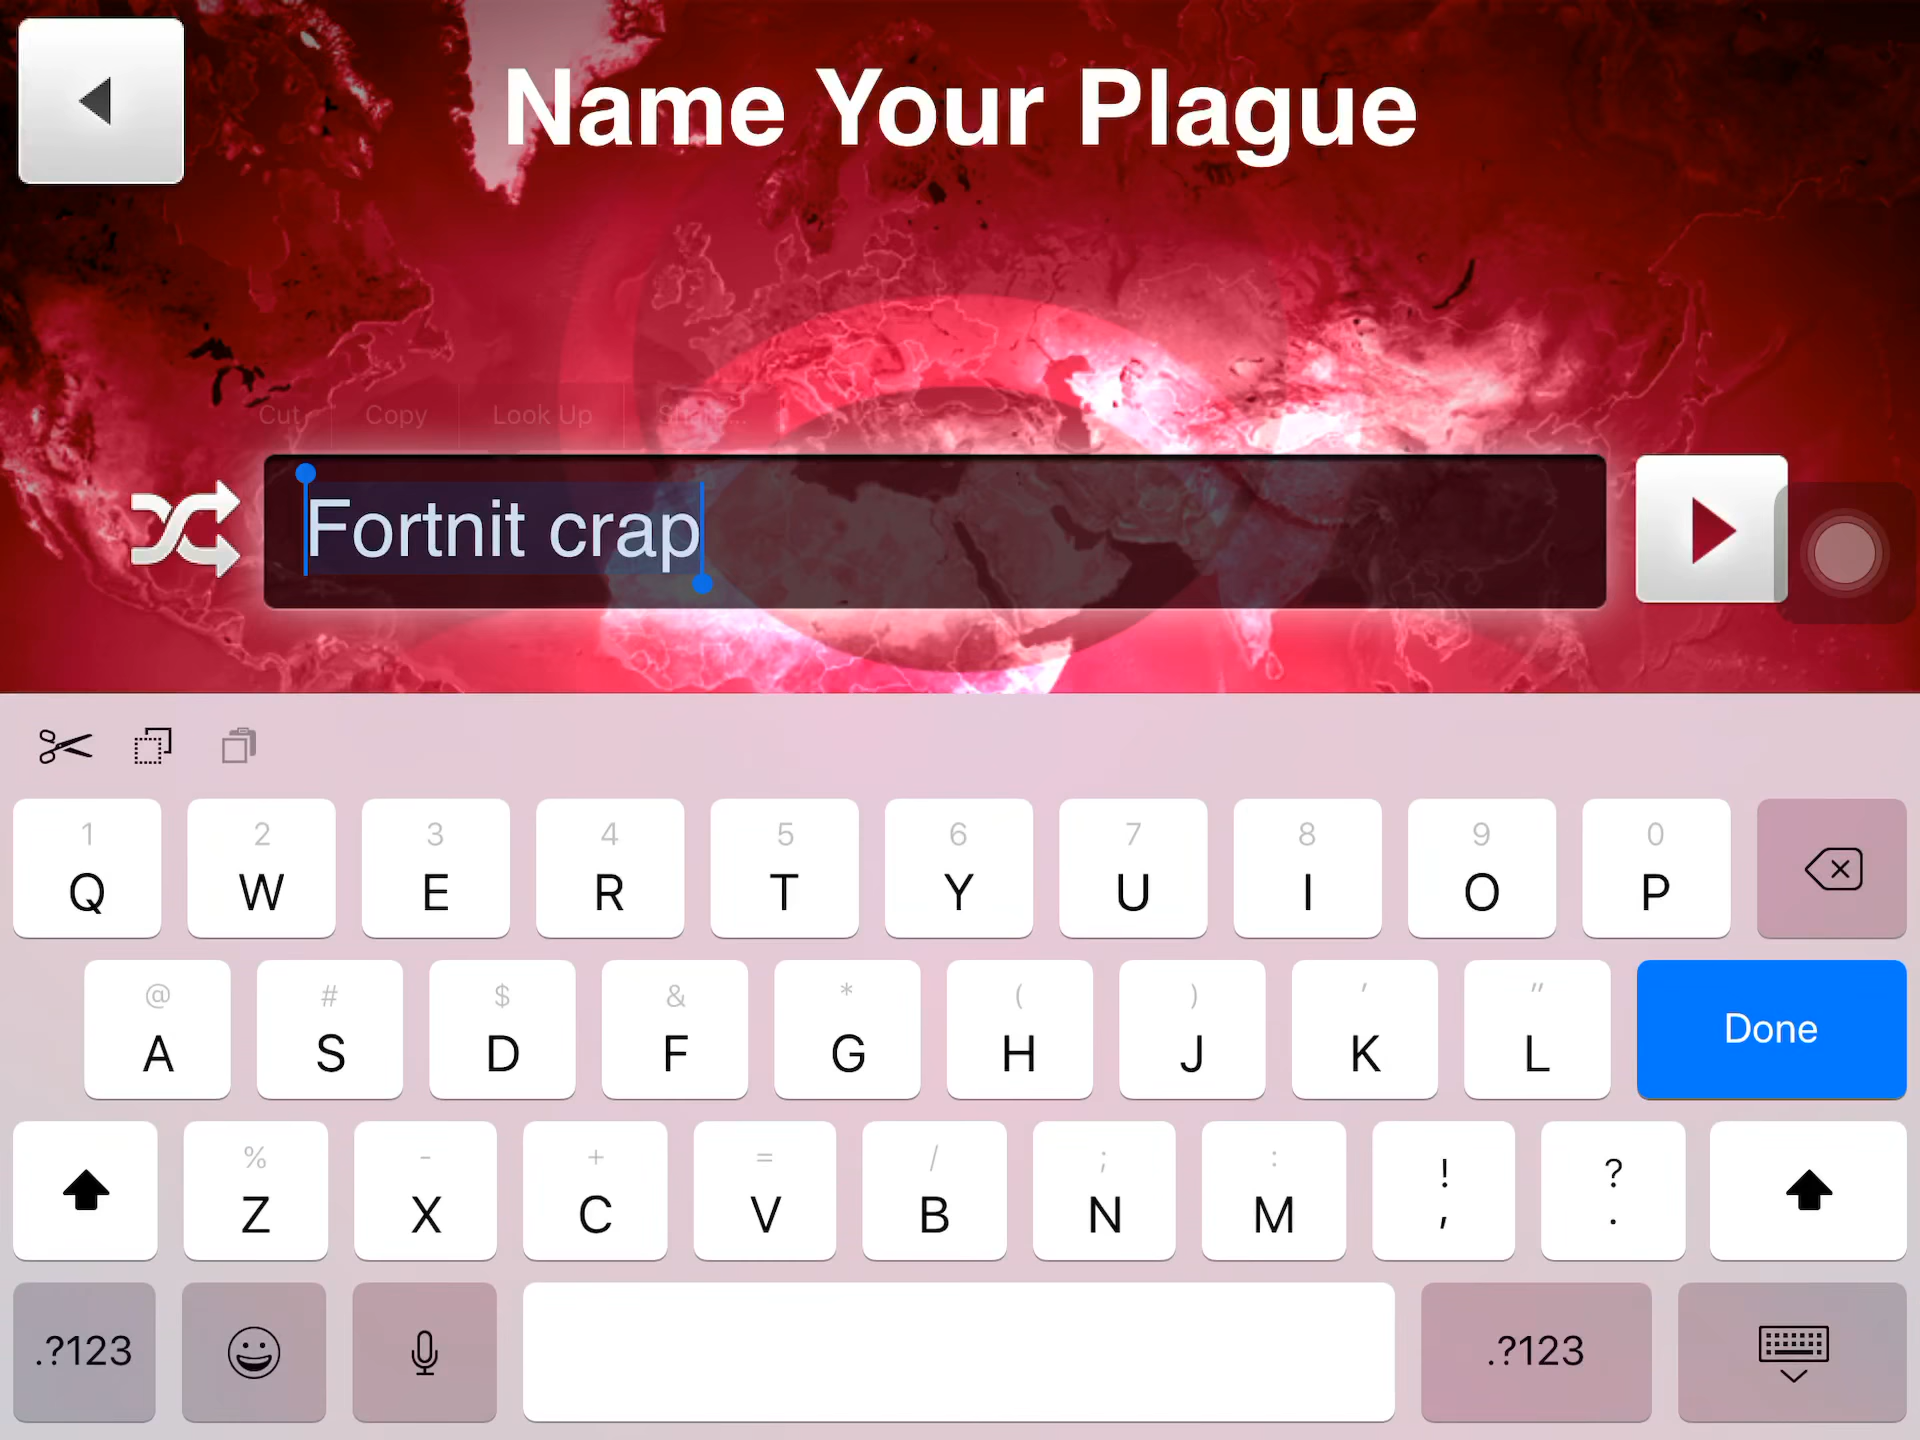 Name Your Plague
Cut Copy Look Up Share...
Fortnit crap
1 2 3 4 5 6 7 8 9 0
Q W E R T Y U I O P
@ # $ & * ( ) ' "
A S D F G H J K L Done
% - + = / ; : ! ?
Z X C V B N M , .
.?123 .?123